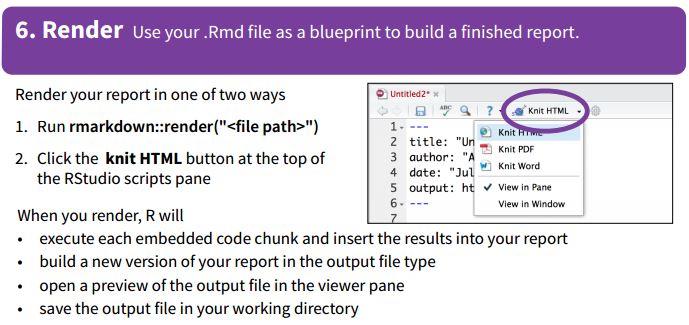 6. Render Use your .Rmd file as a blueprint to build a finished report.
Render your report in one of two ways
1. Run rmarkdown::render("<file path>")
2. Click the knit HTML button at the top of
the RStudio scripts pane
When you render, R will
• execute each embedded code chunk and insert the results into your report
• build a new version of your report in the output file type
• open a preview of the output file in the viewer pane
• save the output file in your working directory
Untitled2*
ABC
? Knit HTML
1 ---
2 title: "Un
3 author: "A
4 date: "Jul
5 output: ht
6 ---
7
Knit HTML
Knit PDF
Knit Word
View in Pane
View in Window